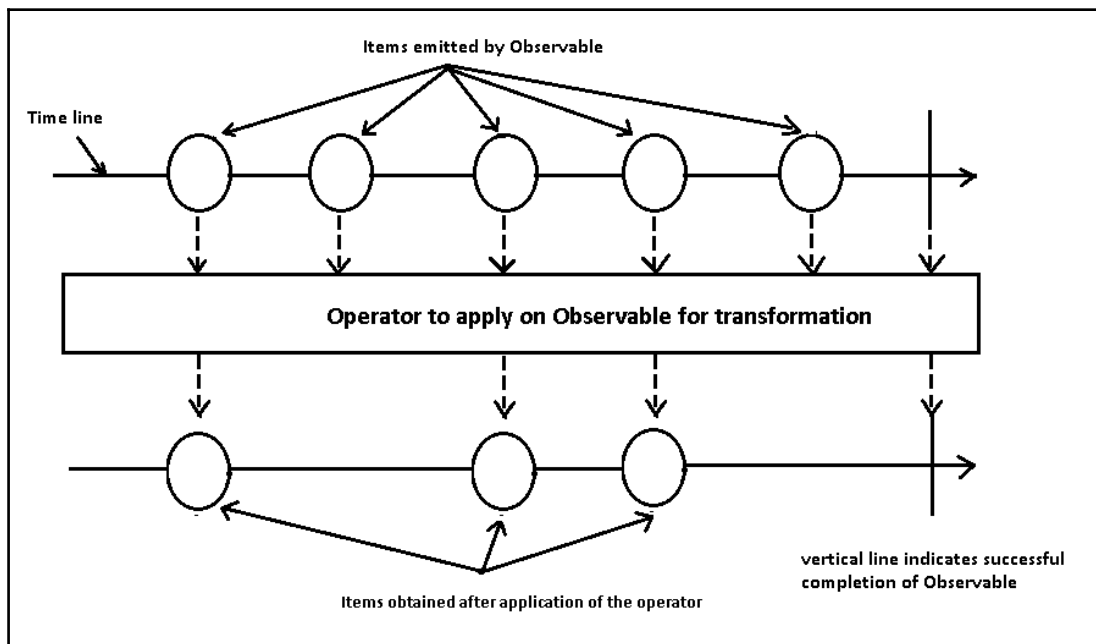 Items emitted by Observable
Time line
Operator to apply on Observable for transformation
vertical line indicates successful
completion of Observable
Items obtained after application of the operator